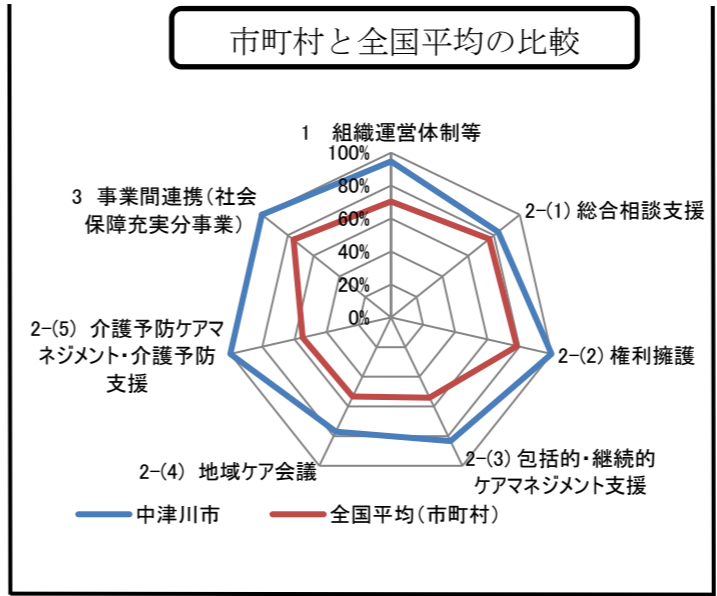 市町村と全国平均の比較
1 組織運営体制等
100%
80%
60%
40%
20%
0%
2-(1) 総合相談支援
2-(2) 権利擁護
2-(3) 包括的・継続的
ケアマネジメント支援
2-(4) 地域ケア会議
2-(5) 介護予防ケアマ
ネジメント・介護予防
支援
3 事業間連携(社会
保障充実分事業)
中津川市
全国平均(市町村)